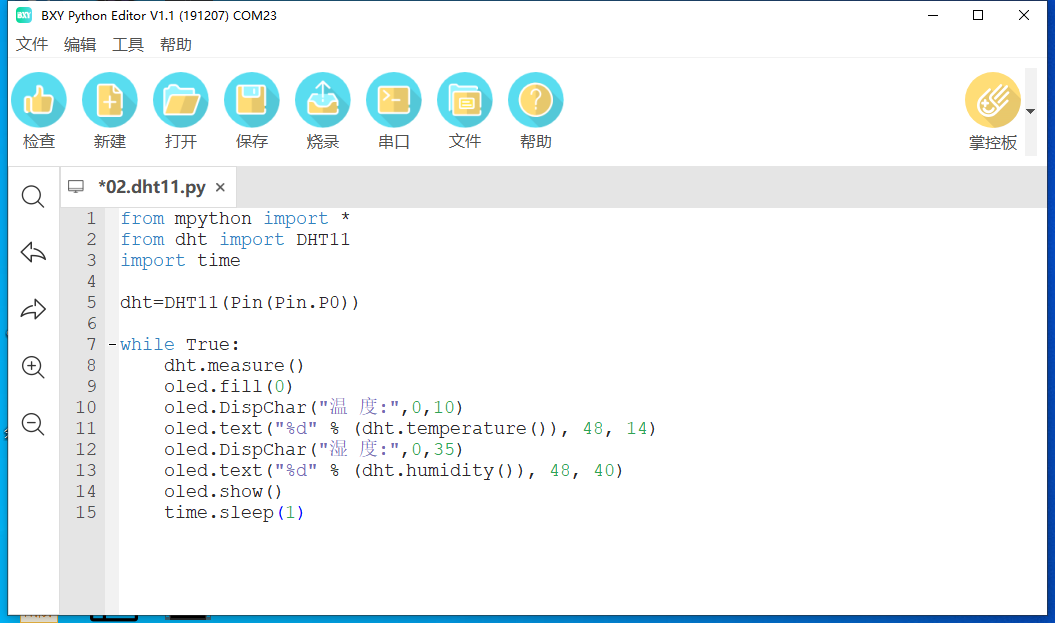 BXY Python Editor V1.1 (191207) COM23
文件 编辑 工具 帮助
检查 新建 打开 保存 烧录 串口 文件 帮助 掌控板
*02.dht11.py ×
1 from mpython import *
2 from dht import DHT11
3 import time
4
5 dht=DHT11(Pin(Pin.P0))
6
7 while True:
8     dht.measure()
9     oled.fill(0)
10     oled.DispChar("温 度:",0,10)
11     oled.text("%d" % (dht.temperature()), 48, 14)
12     oled.DispChar("湿 度:",0,35)
13     oled.text("%d" % (dht.humidity()), 48, 40)
14     oled.show()
15     time.sleep(1)